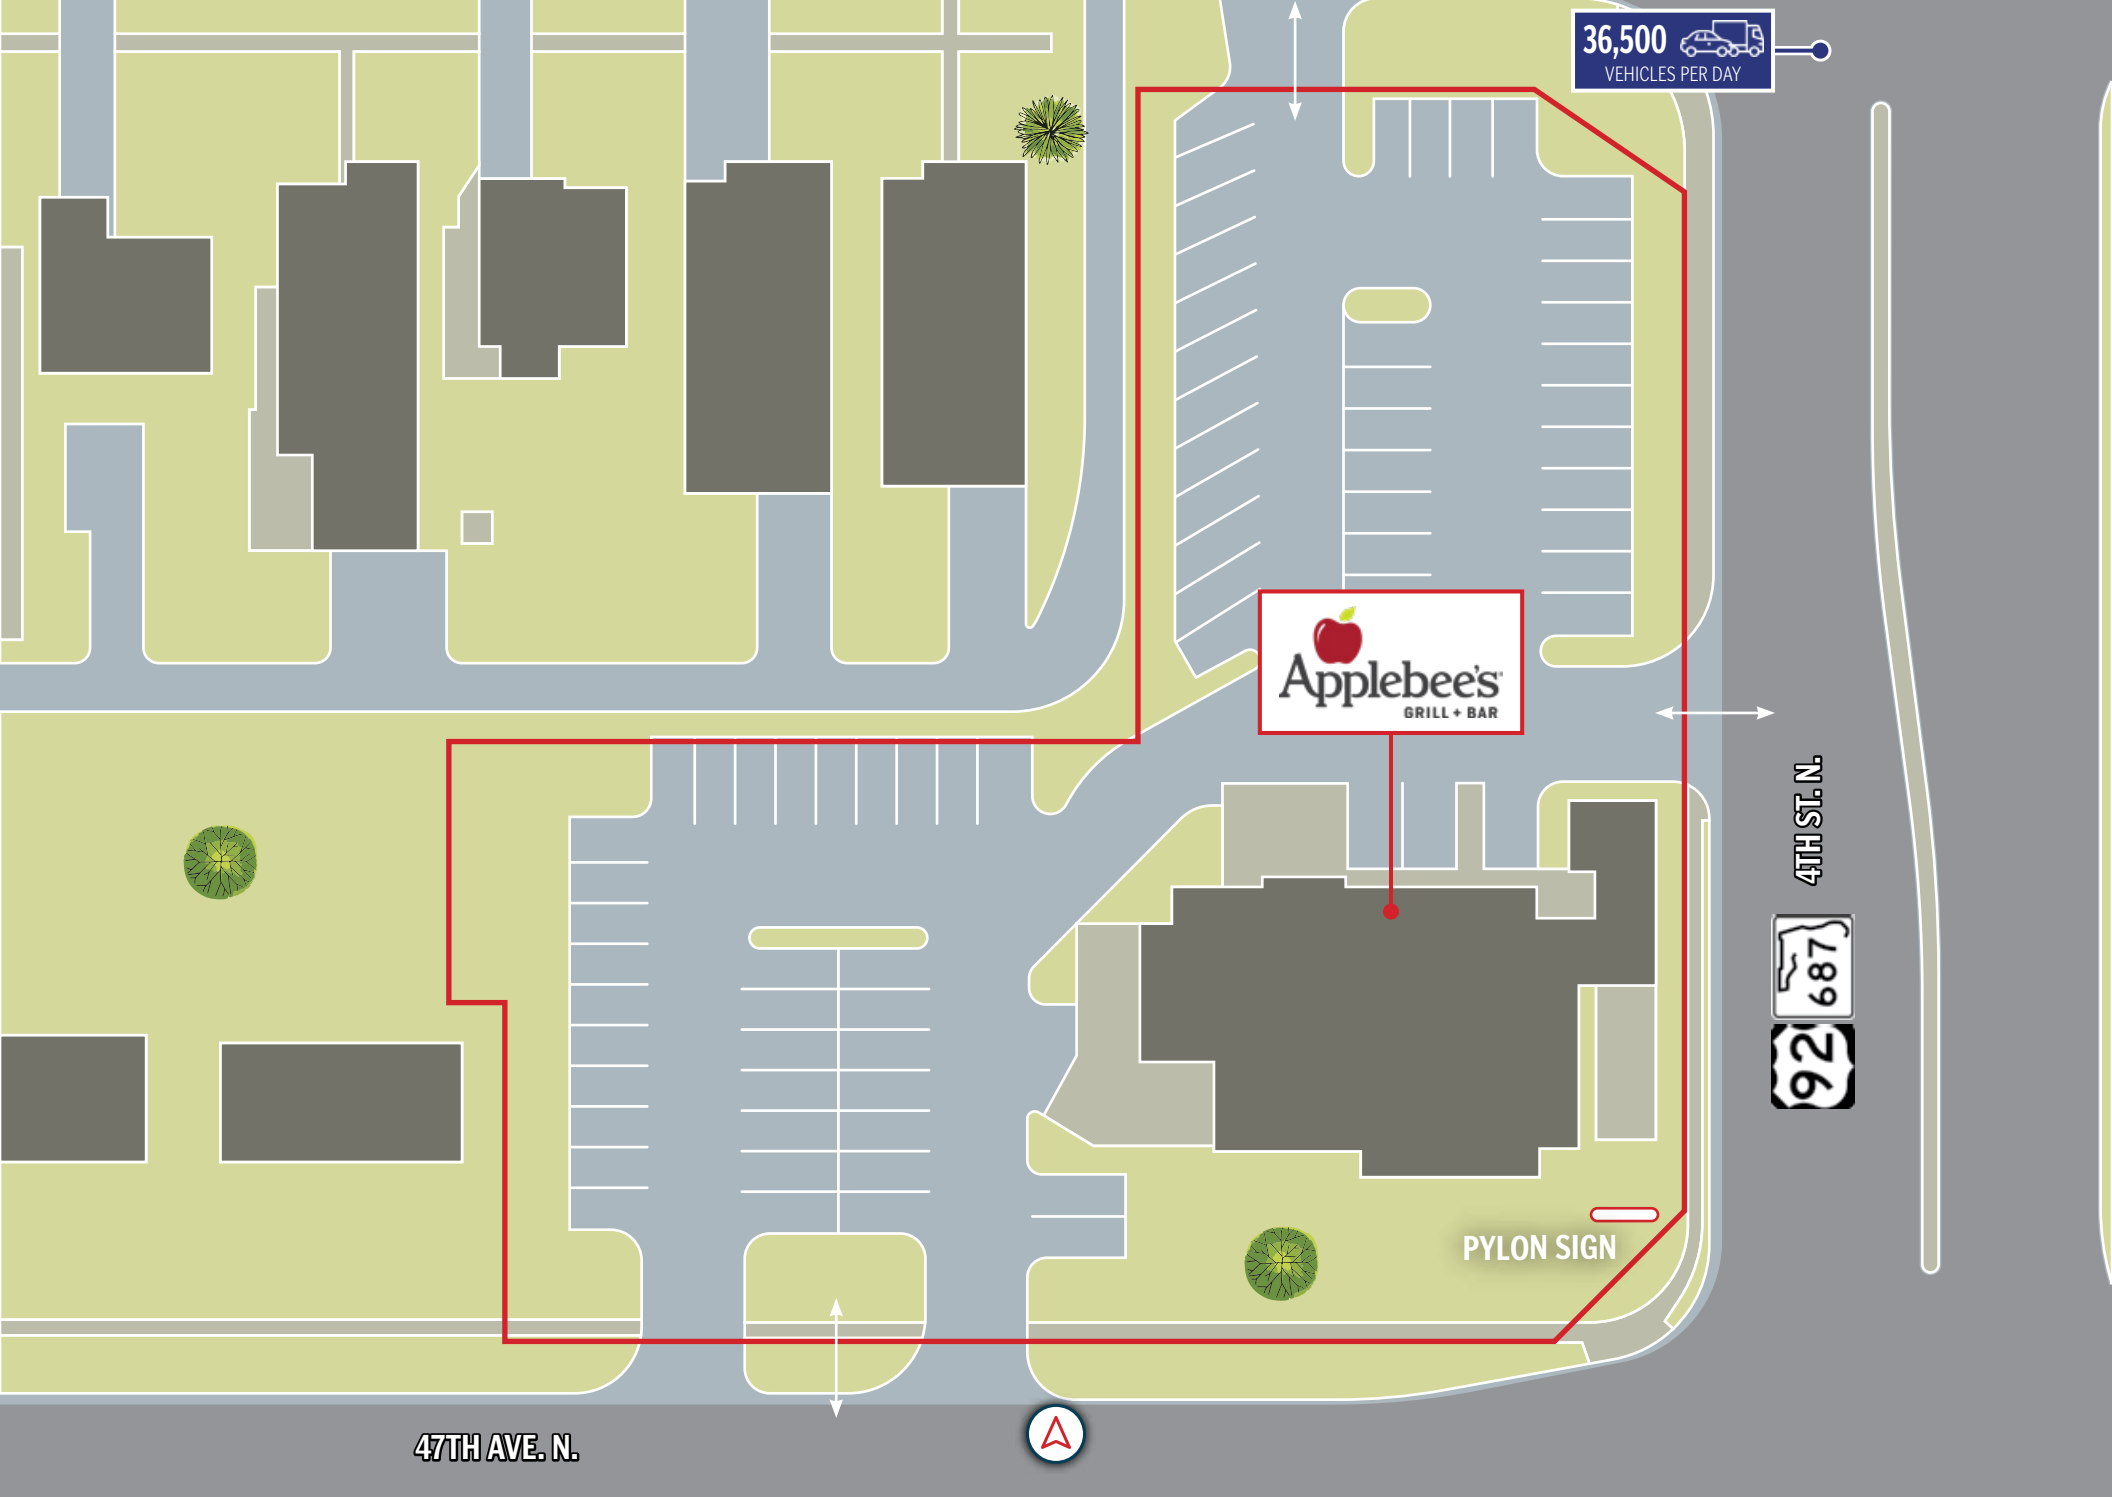 36,500
VEHICLES PER DAY
Applebee's
GRILL + BAR
4TH ST. N.
687
92
PYLON SIGN
47TH AVE. N.